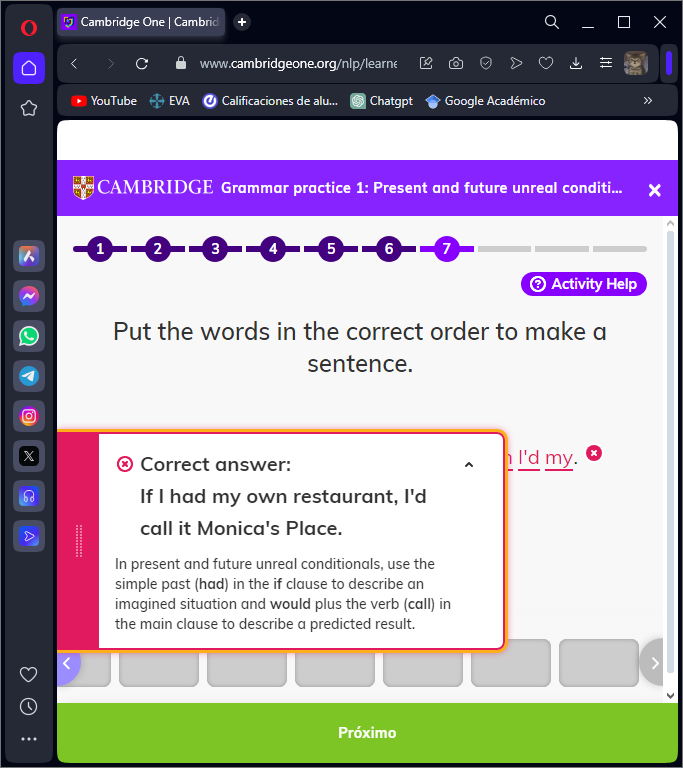 Cambridge One | Cambrid
www.cambridgeone.org/nlp/learne
YouTube EVA Calificaciones de alu... Chatgpt Google Académico »
CAMBRIDGE Grammar practice 1: Present and future unreal conditi...
1 2 3 4 5 6 7
Activity Help
Put the words in the correct order to make a
sentence.
I'd my.
Correct answer:
If I had my own restaurant, I'd
call it Monica's Place.
In present and future unreal conditionals, use the
simple past (had) in the if clause to describe an
imagined situation and would plus the verb (call) in
the main clause to describe a predicted result.
Próximo